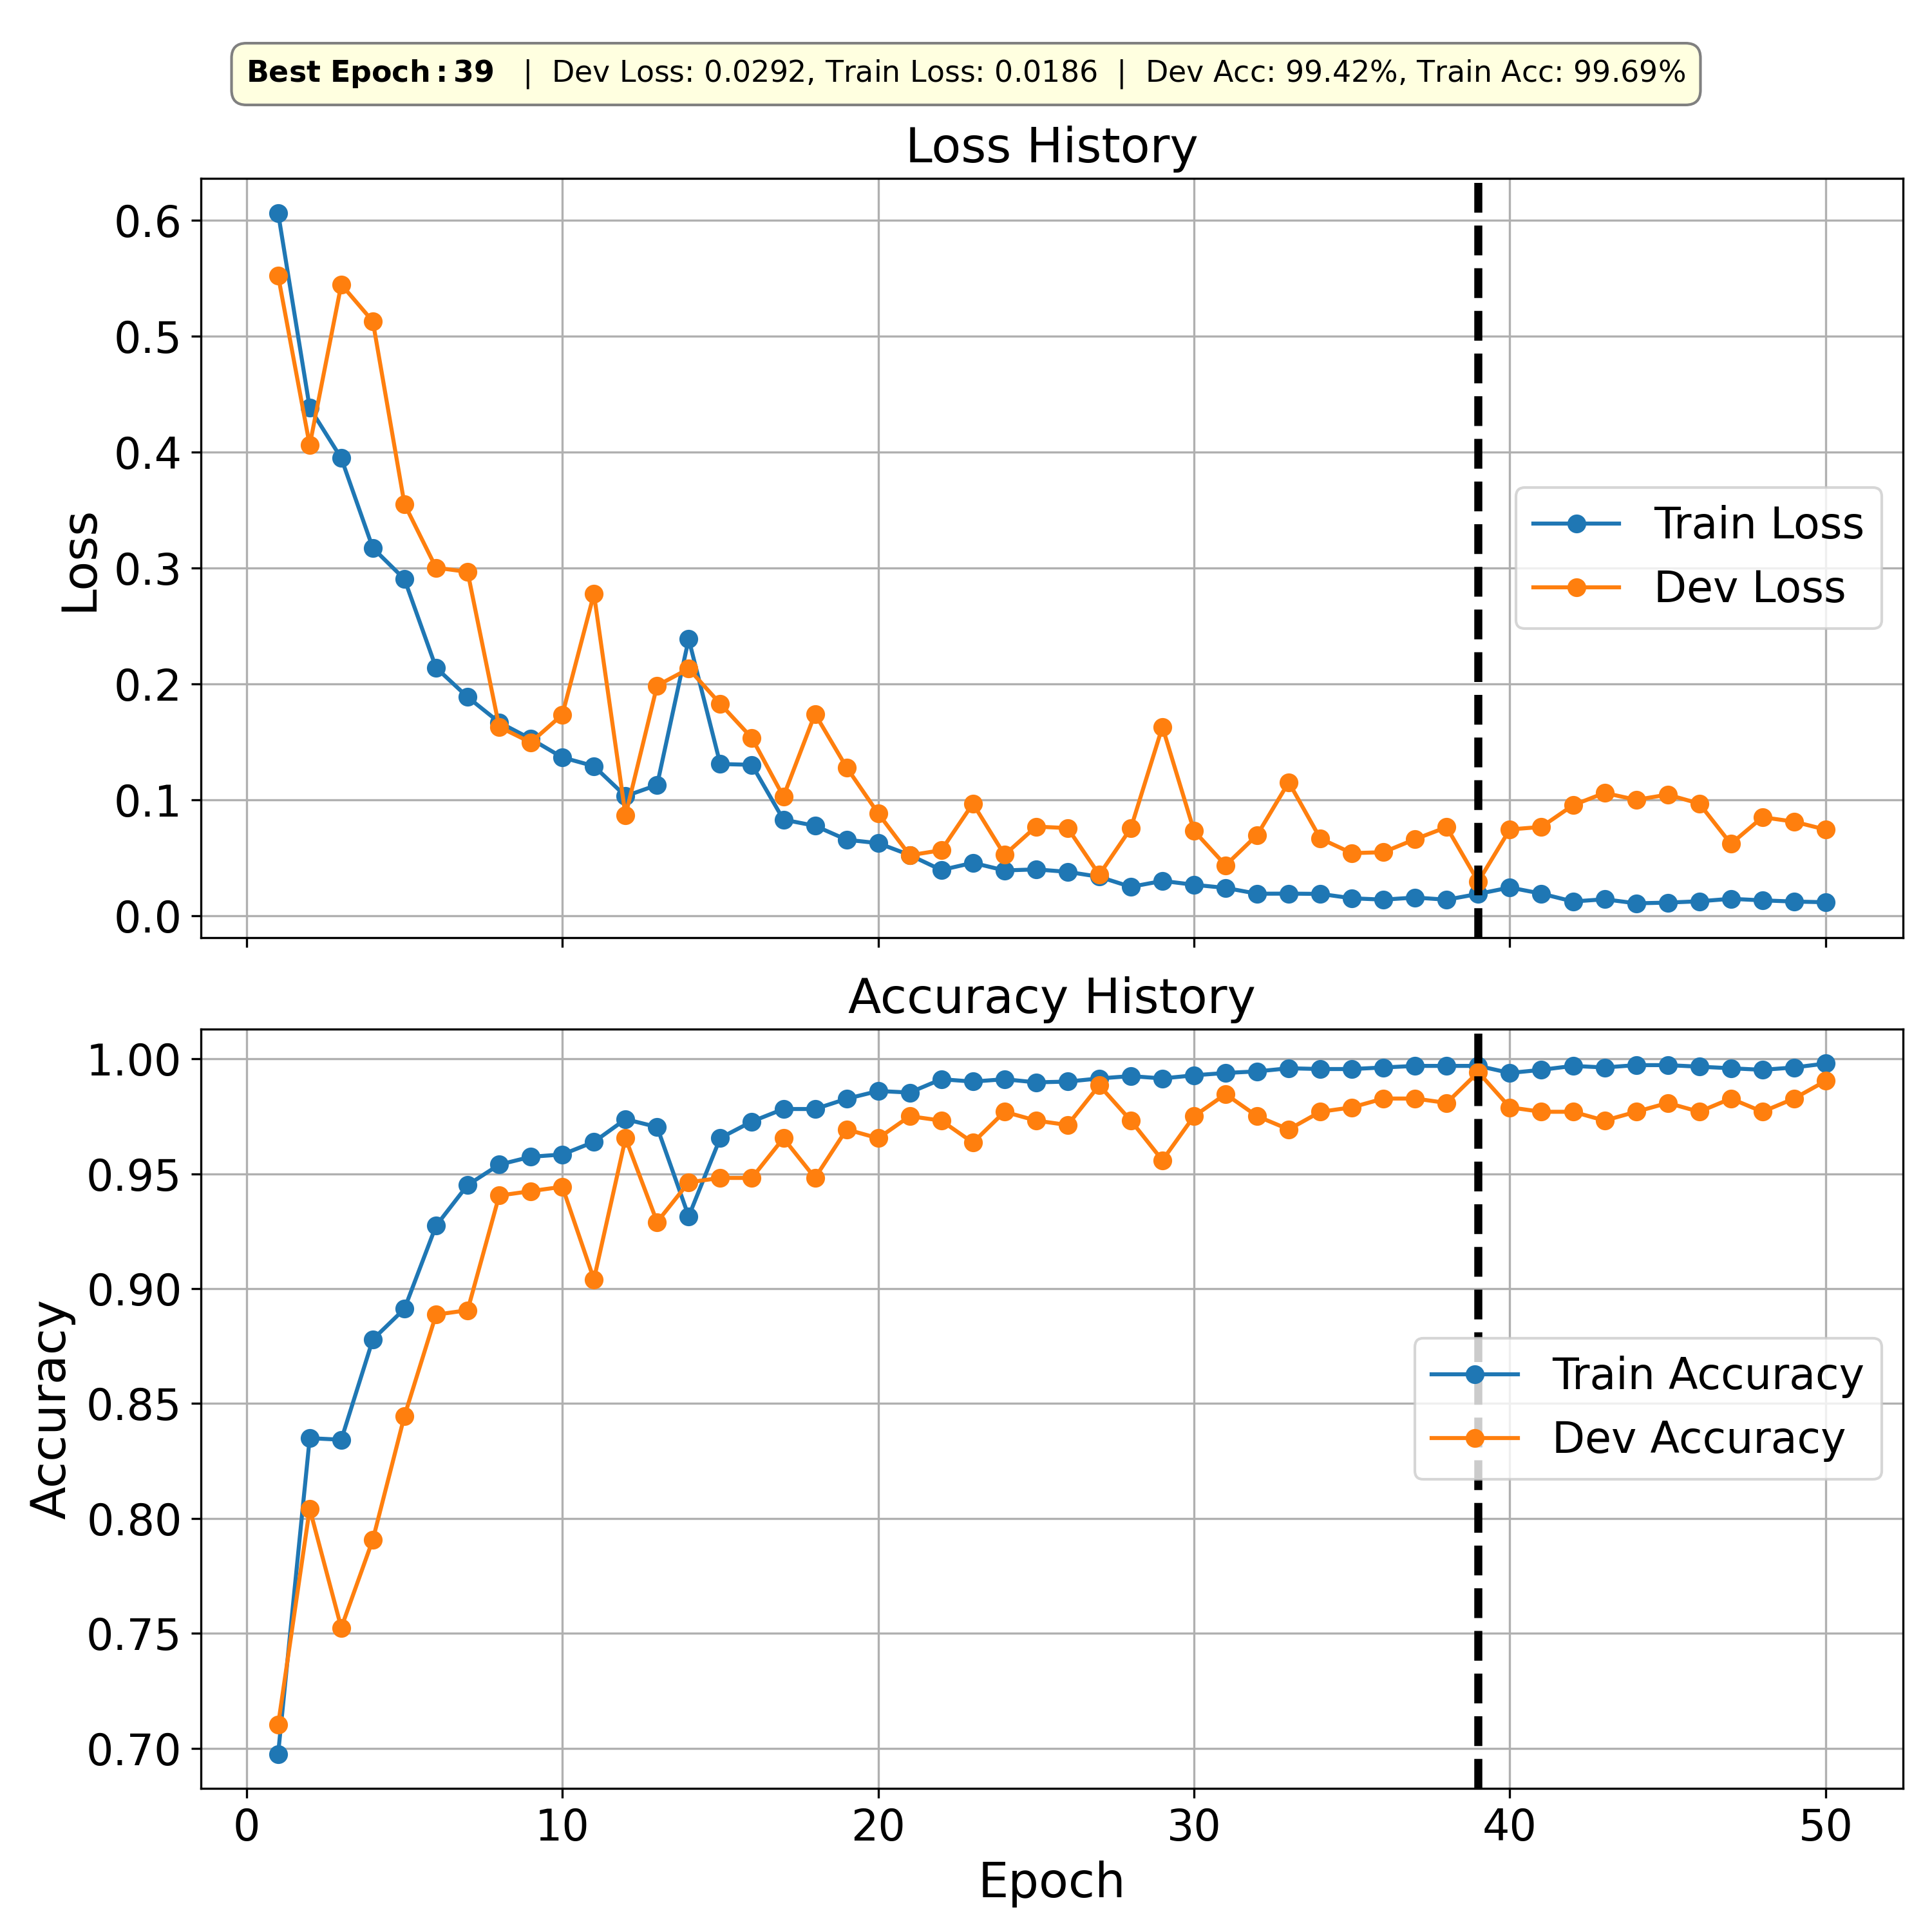 Best Epoch: 39 | Dev Loss: 0.0292, Train Loss: 0.0186 | Dev Acc: 99.42%, Train Acc: 99.69%
Loss History
0.6
0.5
0.4
0.3
0.2
0.1
0.0
Loss
Train Loss
Dev Loss
Accuracy History
1.00
0.95
0.90
0.85
0.80
0.75
0.70
Accuracy
Train Accuracy
Dev Accuracy
0 10 20 30 40 50
Epoch